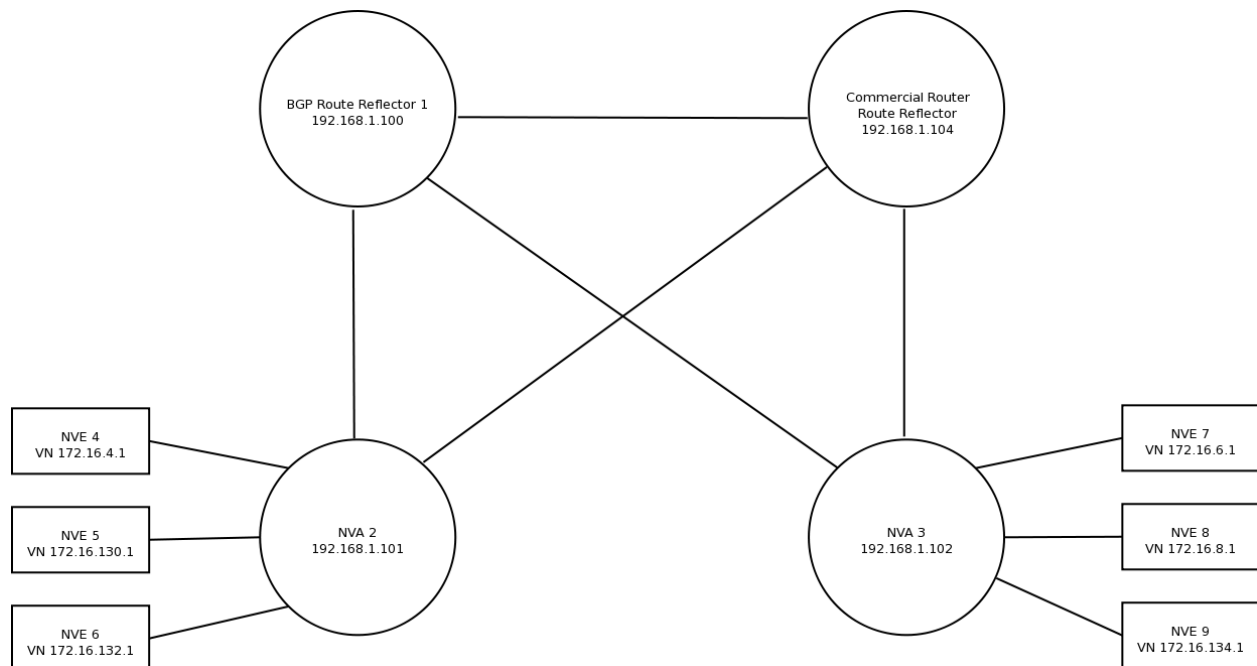 BGP Route Reflector 1
192.168.1.100
Commercial Router
Route Reflector
192.168.1.104
NVE 4
VN 172.16.4.1
NVE 5
VN 172.16.130.1
NVE 6
VN 172.16.132.1
NVA 2
192.168.1.101
NVA 3
192.168.1.102
NVE 7
VN 172.16.6.1
NVE 8
VN 172.16.8.1
NVE 9
VN 172.16.134.1